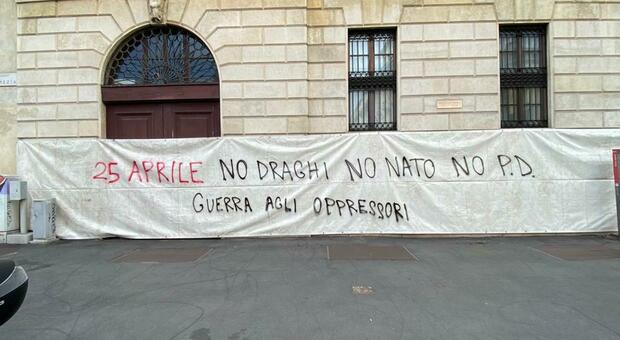 25 APRILE NO DRAGHI NO NATO NO P.D.
GUERRA AGLI OPPRESSORI